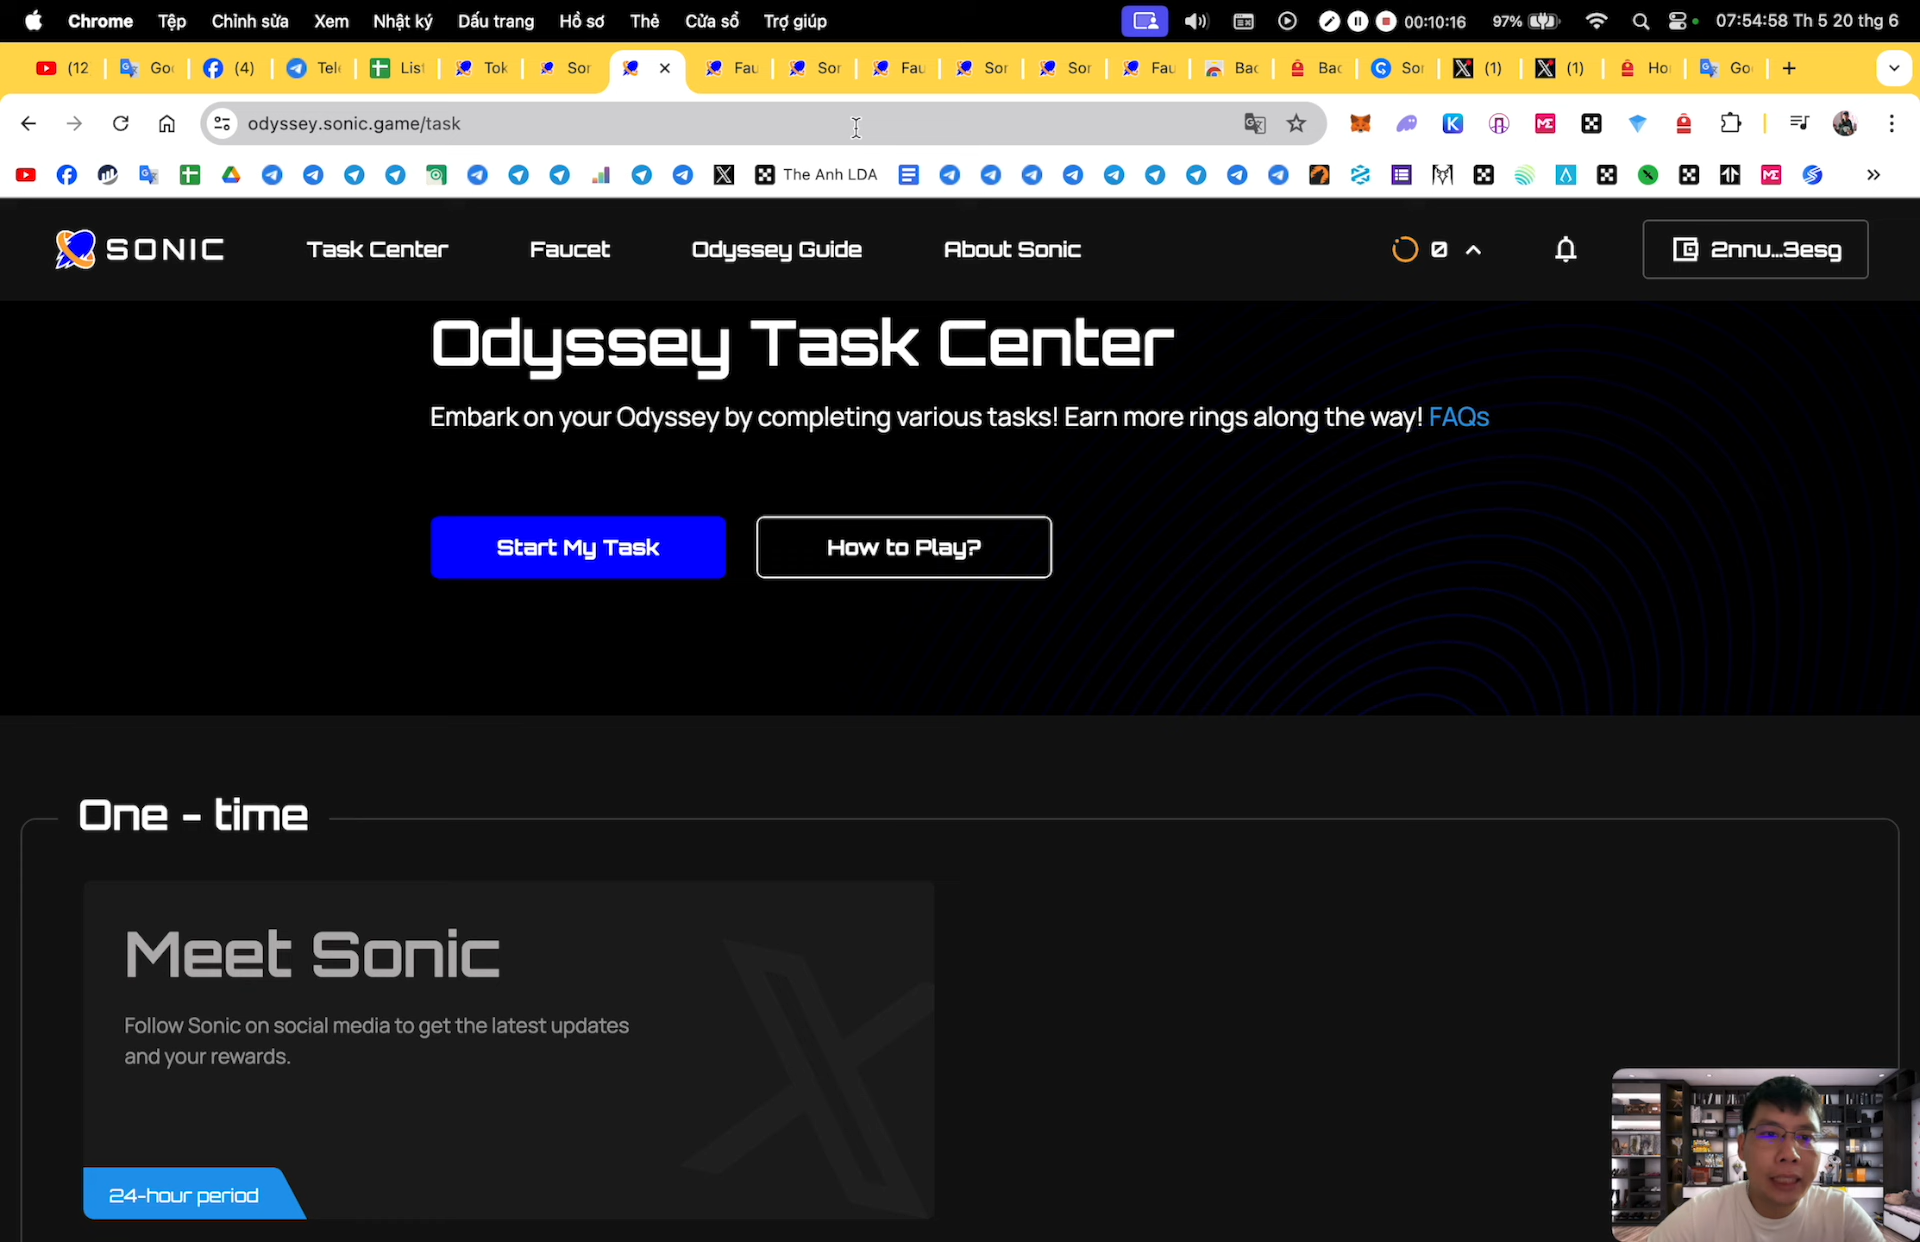 Chrome Tệp Chỉnh sửa Xem Nhật ký Dấu trang Hồ sơ Thẻ Cửa sổ Trợ giúp 00:10:16 97% 07:54:58 Th 5 20 thg 6
(12 Goo (4) Tele List Tok Sor Fau Sor Fau Sor Sor Fau Bac Bac Sor (1) (1) Ho Go
odyssey.sonic.game/task
The Anh LDA
SONIC Task Center Faucet Odyssey Guide About Sonic 0 2nnu...3esg
Odyssey Task Center
Embark on your Odyssey by completing various tasks! Earn more rings along the way! FAQs
Start My Task How to Play?
One - time
Meet Sonic
Follow Sonic on social media to get the latest updates
and your rewards.
24-hour period